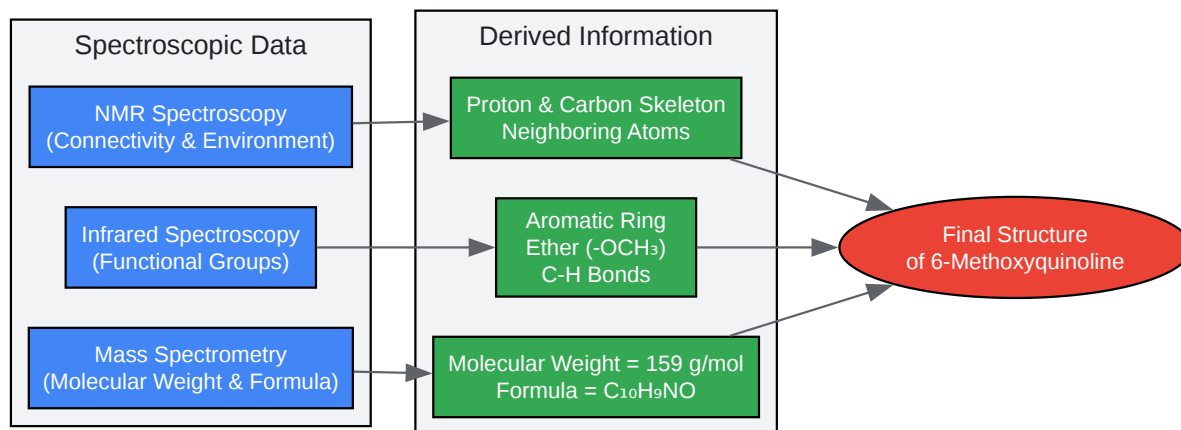 Spectroscopic Data
NMR Spectroscopy
(Connectivity & Environment)
Infrared Spectroscopy
(Functional Groups)
Mass Spectrometry
(Molecular Weight & Formula)
Derived Information
Proton & Carbon Skeleton
Neighboring Atoms
Aromatic Ring
Ether (-OCH₃)
C-H Bonds
Molecular Weight = 159 g/mol
Formula = C₁₀H₉NO
Final Structure
of 6-Methoxyquinoline